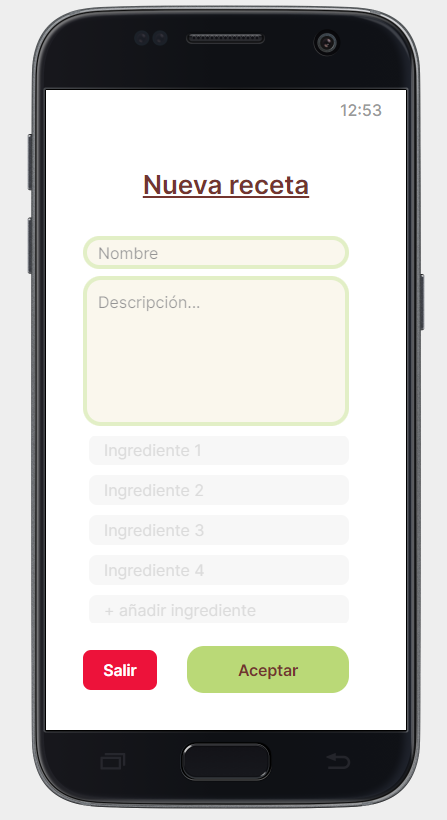 12:53
Nueva receta
Nombre
Descripción...
Ingrediente 1
Ingrediente 2
Ingrediente 3
Ingrediente 4
+ añadir ingrediente
Salir
Aceptar